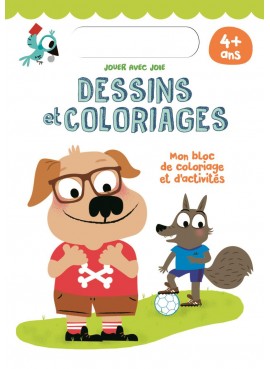 4+
ans
JOUER AVEC JOIE
DESSINS
et COLORIAGES
Mon bloc
de coloriage
et d'activités